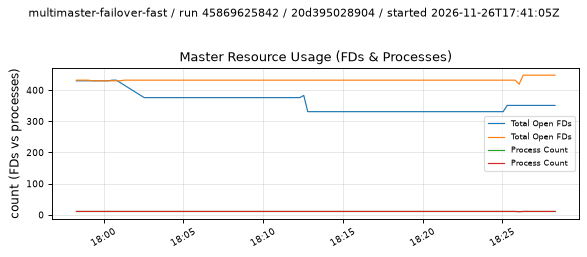 multimaster-failover-fast / run 45869625842 / 20d395028904 / started 2026-11-26T17:41:05Z
Master Resource Usage (FDs & Processes)
count (FDs vs processes)
400
300
200
100
0
Total Open FDs
Total Open FDs
Process Count
Process Count
18:00
18:05
18:10
18:15
18:20
18:25